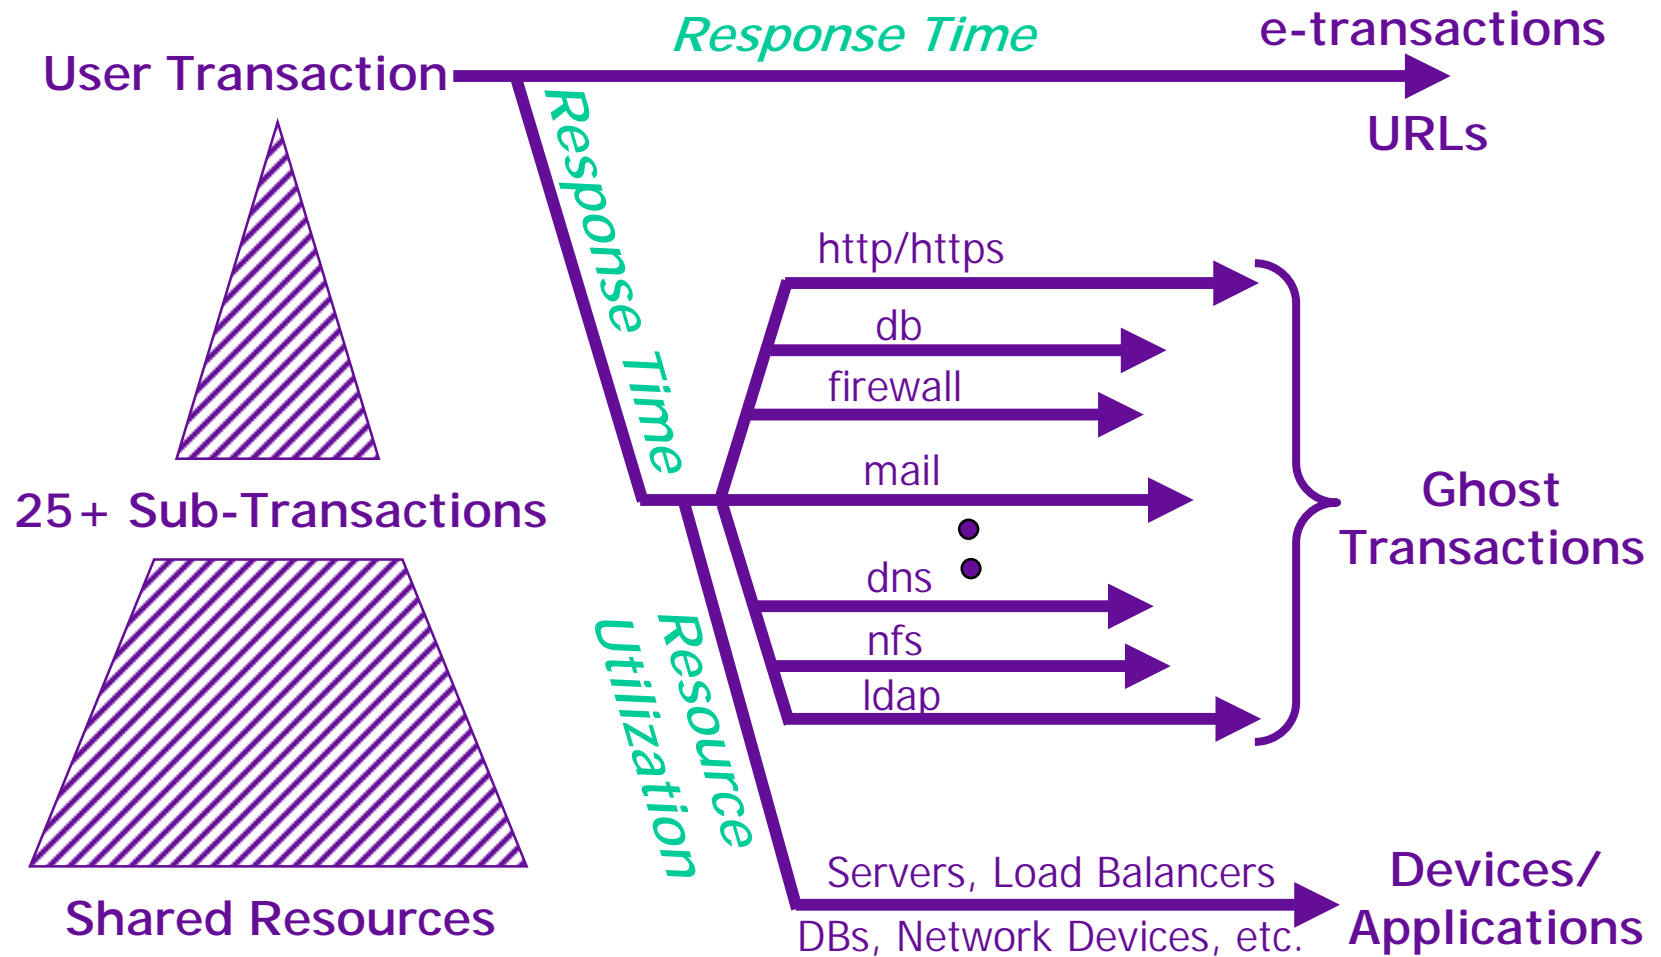 Response Time
e-transactions
User Transaction
URLs
Response Time
http/https
db
firewall
mail
25+ Sub-Transactions
Ghost
Transactions
dns
nfs
ldap
Resource
Utilization
Servers, Load Balancers
Devices/
Shared Resources
DBs, Network Devices, etc.
Applications